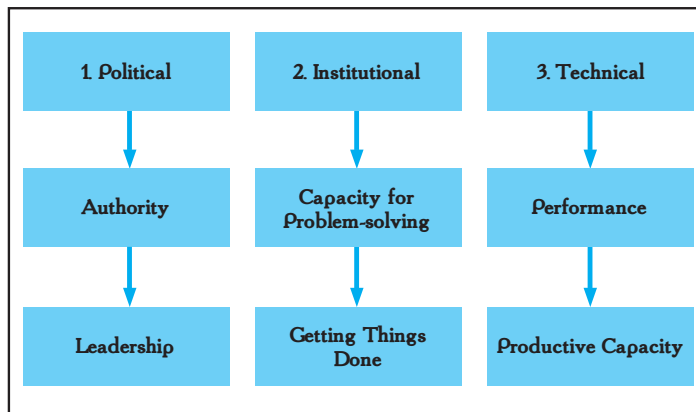 1. Political
2. Institutional
3. Technical
Authority
Capacity for
Problem-solving
Performance
Leadership
Getting Things
Done
Productive Capacity